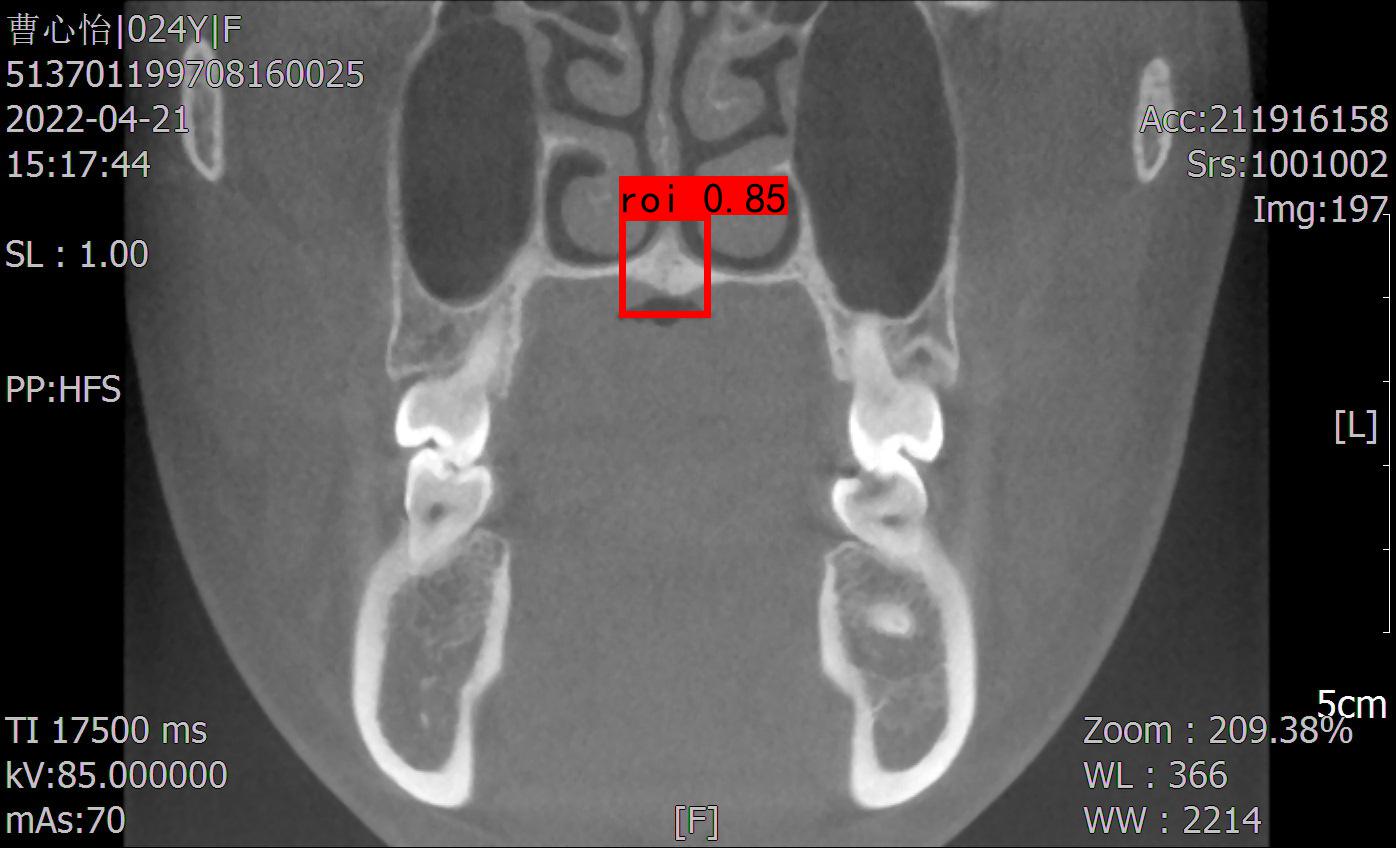 曹心怡|024Y|F
513701199708160025
2022-04-21
15:17:44
Acc:211916158
Srs:1001002
Img:197
roi 0.85
SL : 1.00
PP:HFS
[L]
5cm
TI 17500 ms
kV:85.000000
mAs:70
[F]
Zoom : 209.38%
WL : 366
WW : 2214